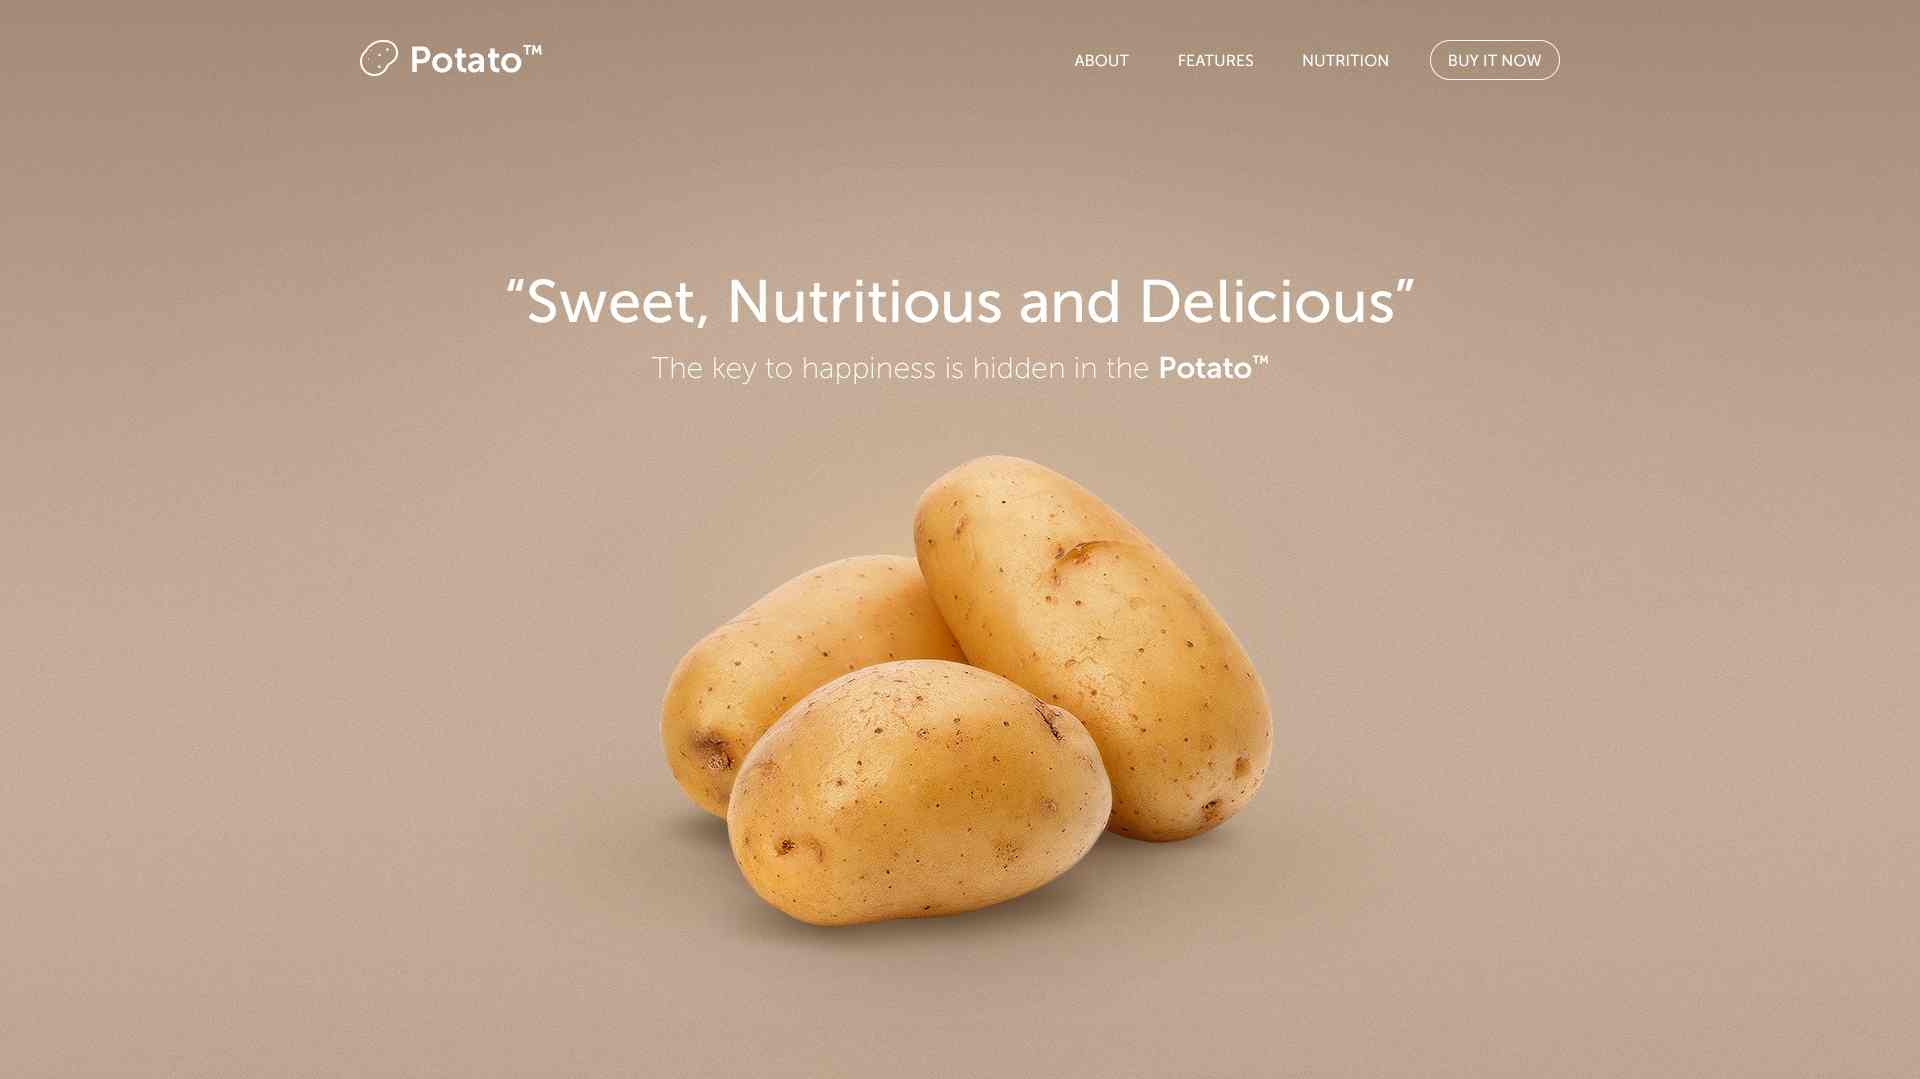 Potato™
ABOUT FEATURES NUTRITION BUY IT NOW
“Sweet, Nutritious and Delicious”
The key to happiness is hidden in the Potato™